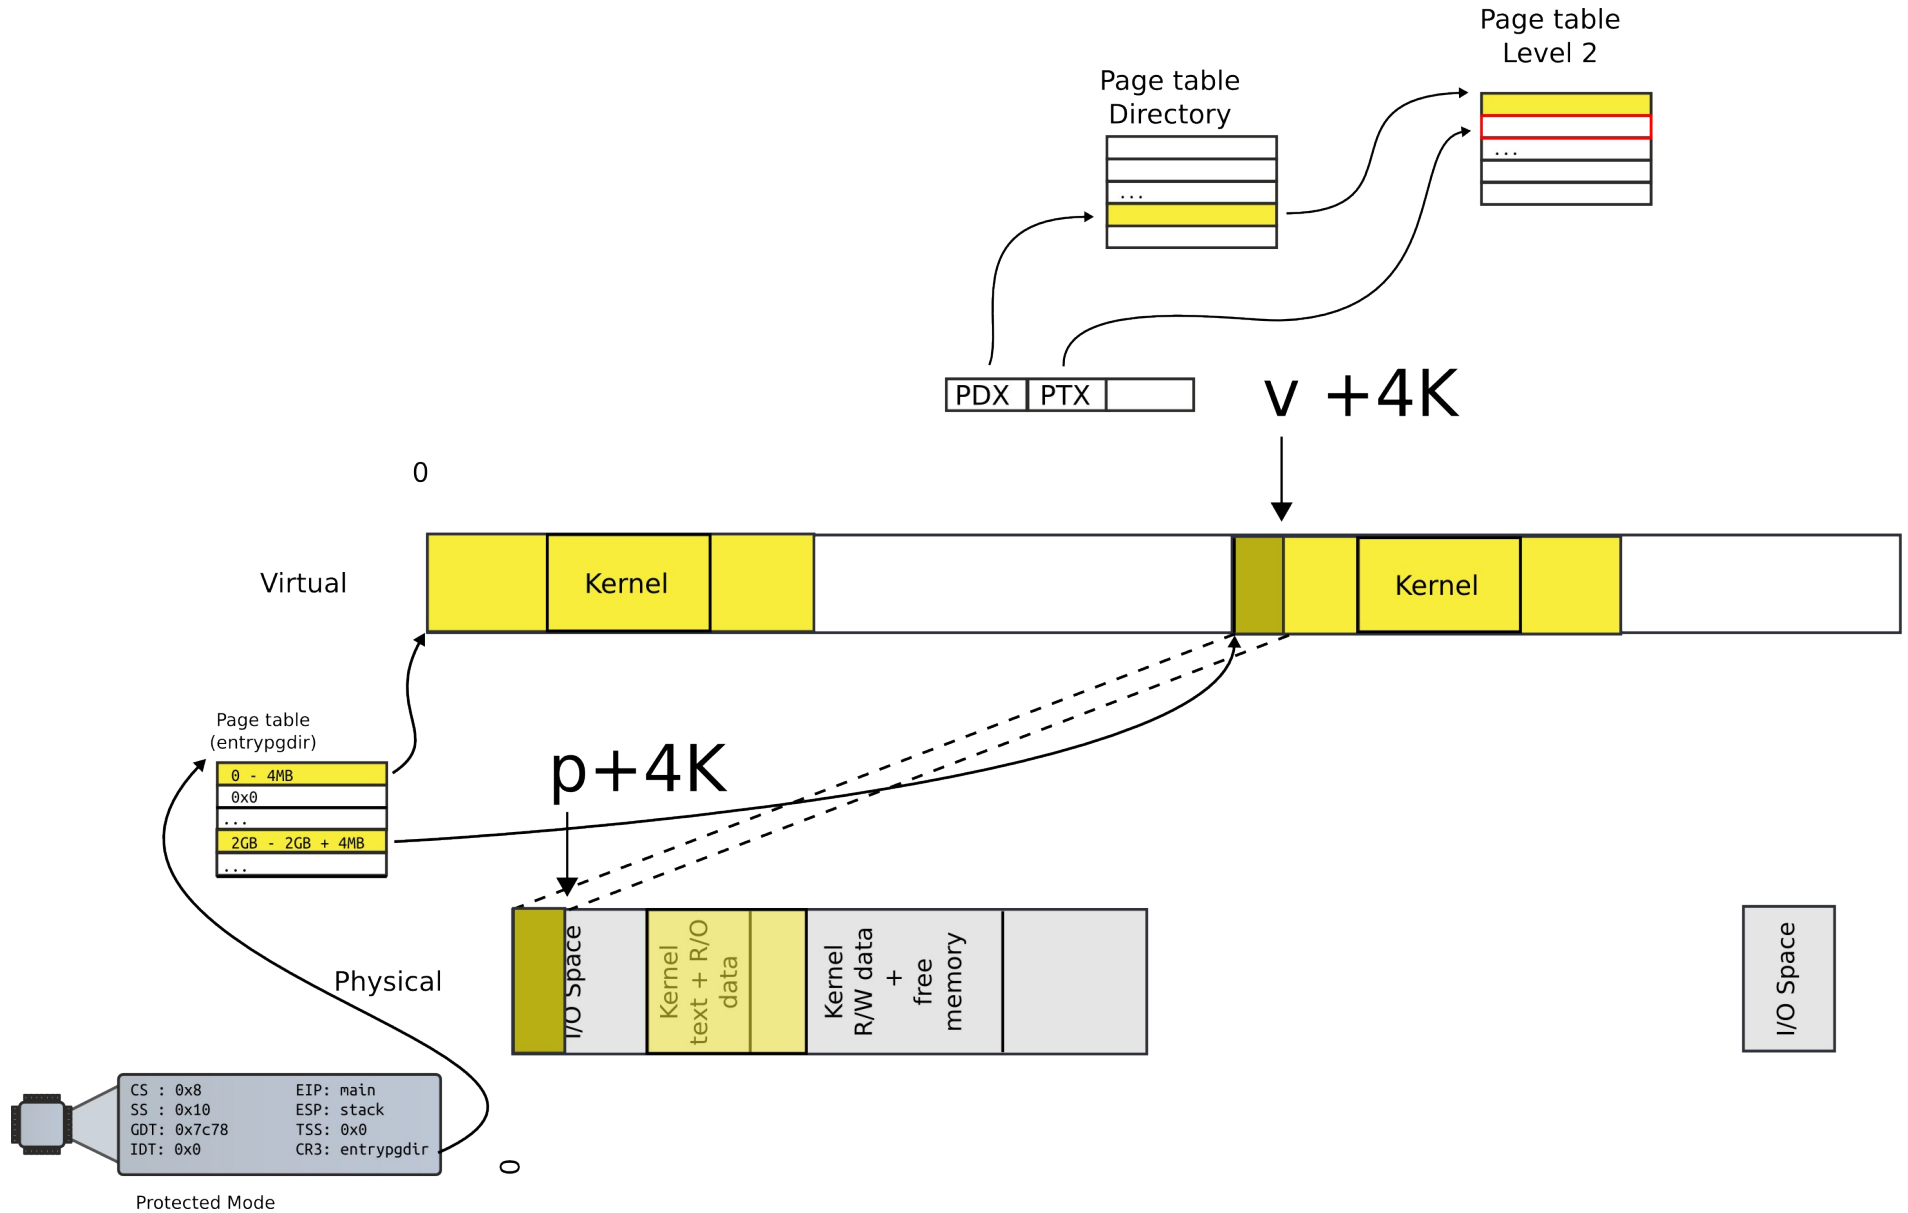 Page table
Level 2
Page table
Directory
...
...
PDX PTX
v +4K
0
Virtual
Kernel
Kernel
Page table
(entrypgdir)
0 - 4MB
0x0
...
2GB - 2GB + 4MB
...
p+4K
Physical
I/O Space
Kernel
text + R/O
data
Kernel
R/W data
+
free
memory
I/O Space
CS : 0x8 EIP: main
SS : 0x10 ESP: stack
GDT: 0x7c78 TSS: 0x0
IDT: 0x0 CR3: entrypgdir
0
Protected Mode